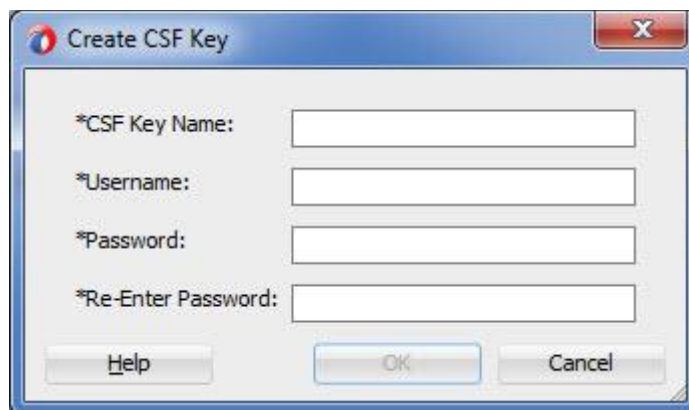 Create CSF Key
*CSF Key Name:
*Username:
*Password:
*Re-Enter Password:
Help OK Cancel